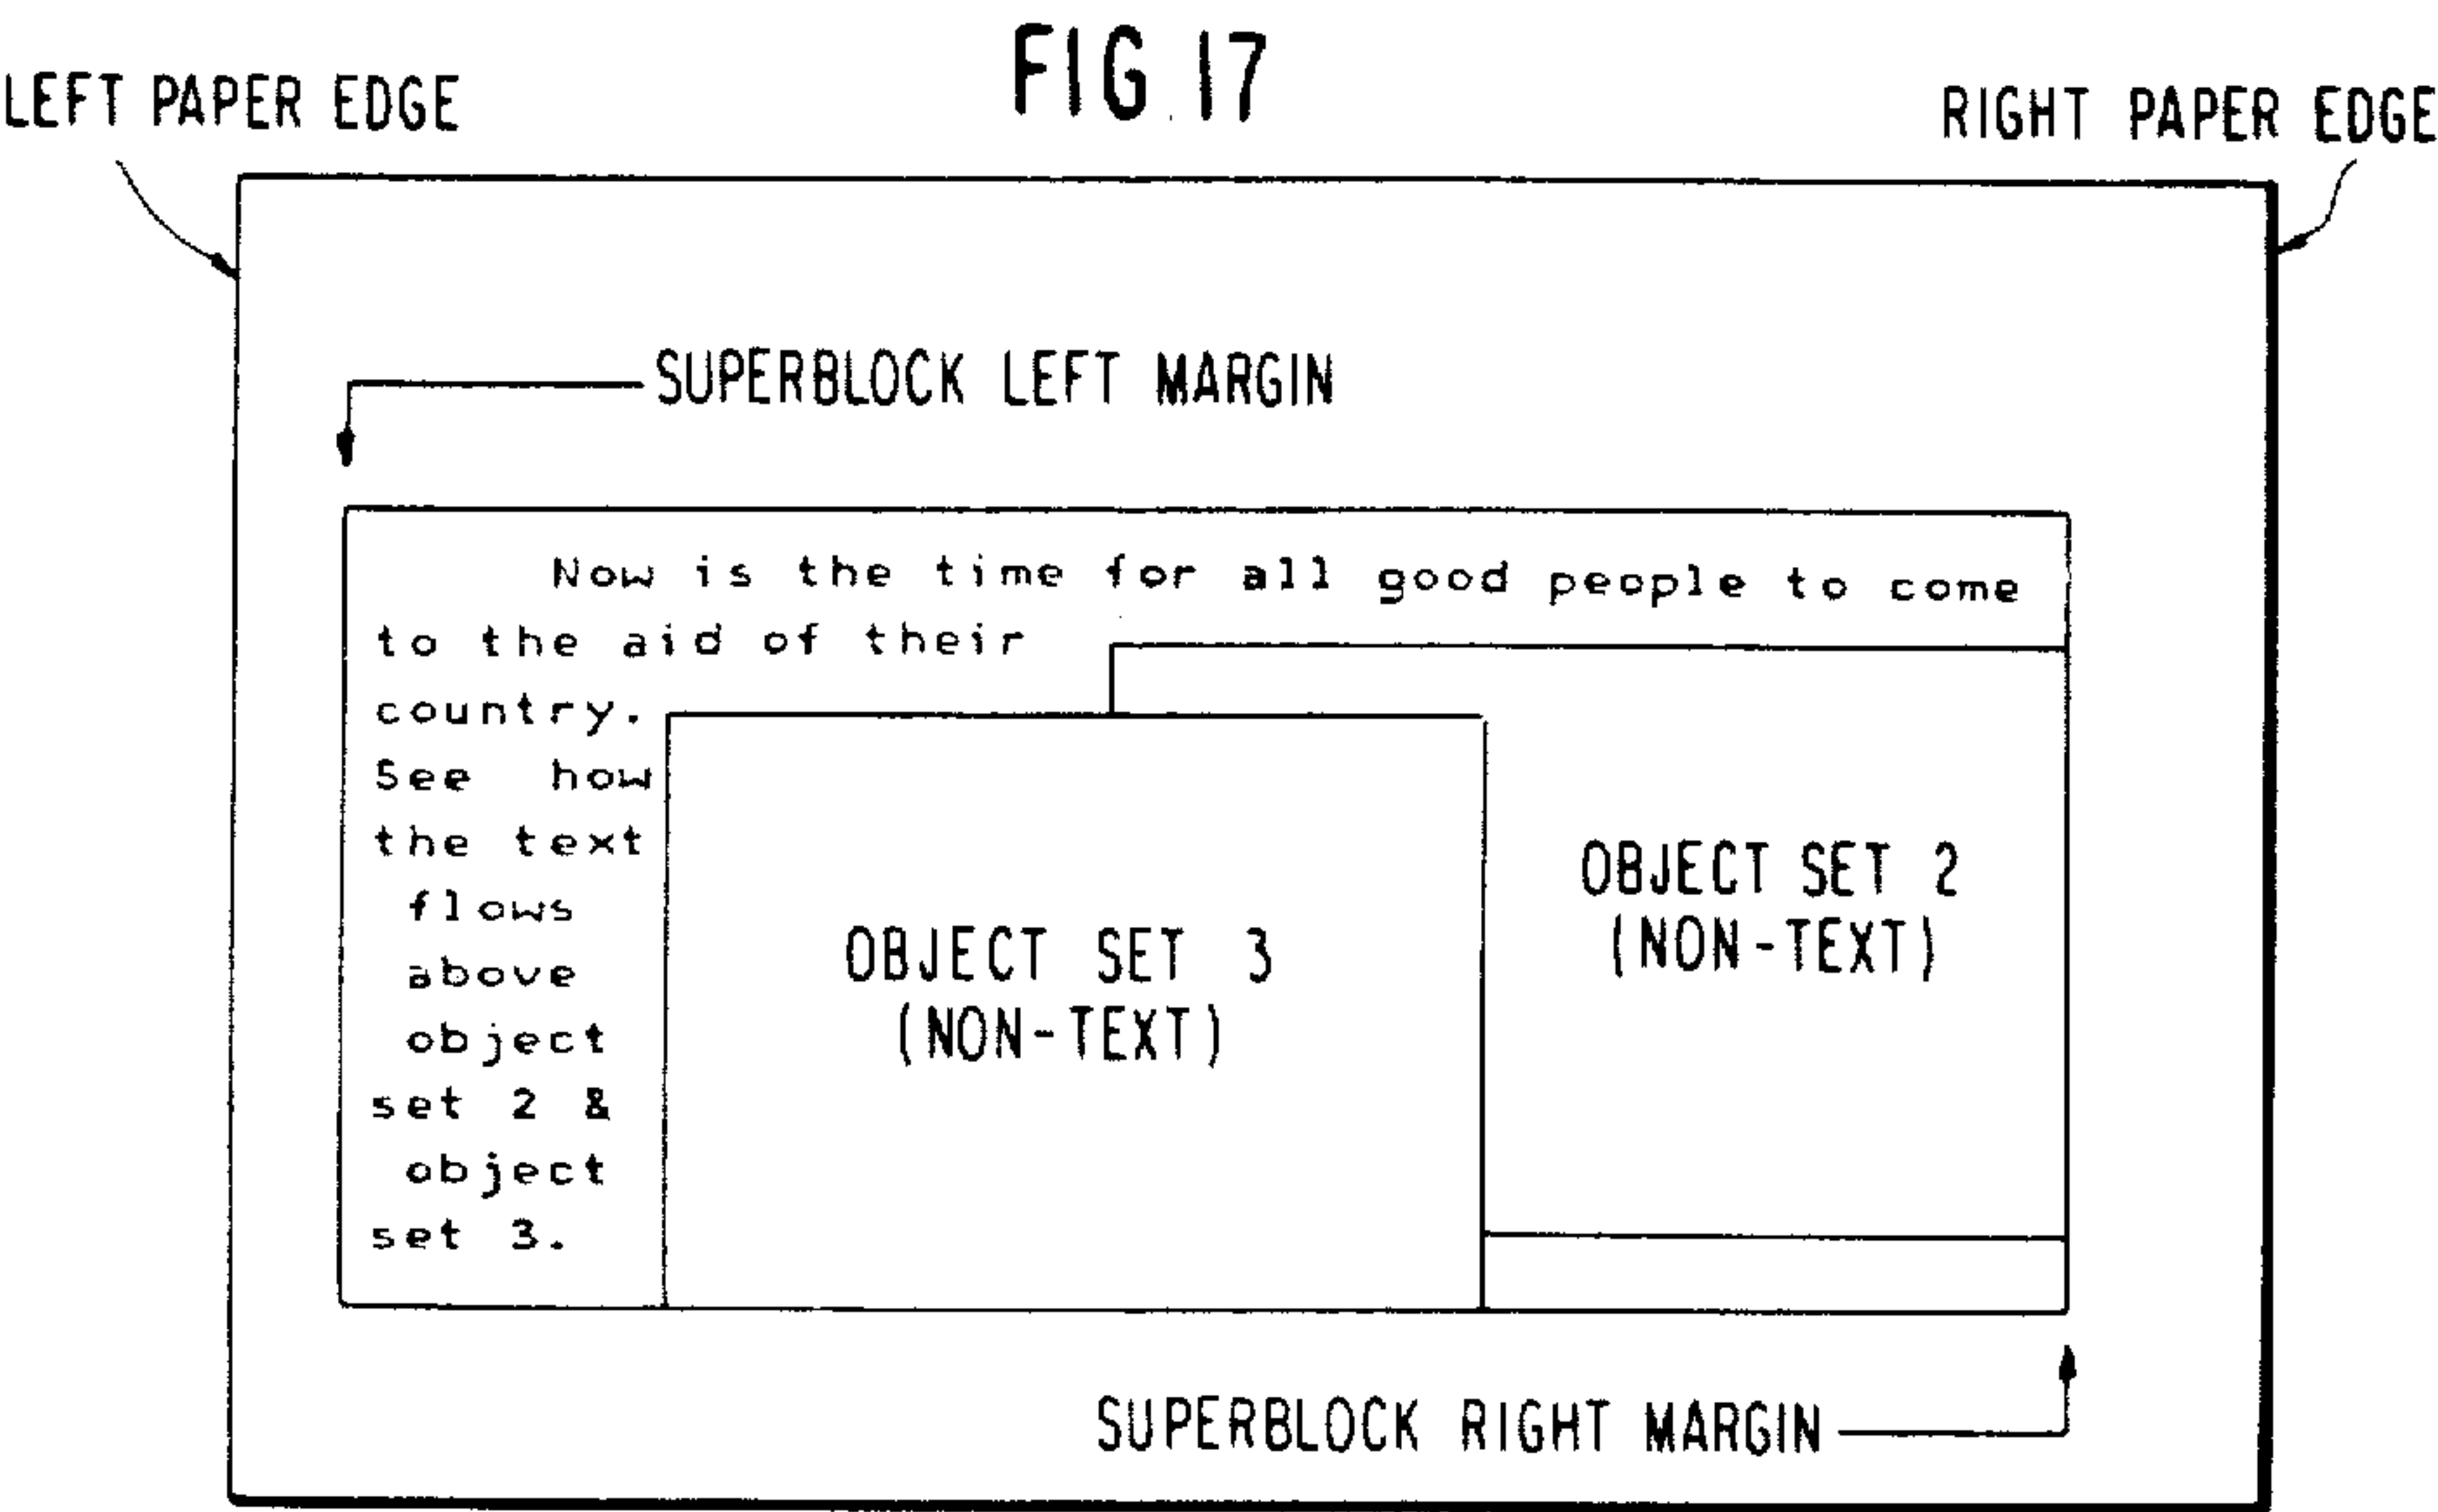 FIG. 17
LEFT PAPER EDGE
RIGHT PAPER EDGE
SUPERBLOCK LEFT MARGIN
Now is the time for all good people to come
to the aid of their
country.
See how
the text
flows
above
object
set 2 &
object
set 3.
OBJECT SET 3
(NON-TEXT)
OBJECT SET 2
(NON-TEXT)
SUPERBLOCK RIGHT MARGIN